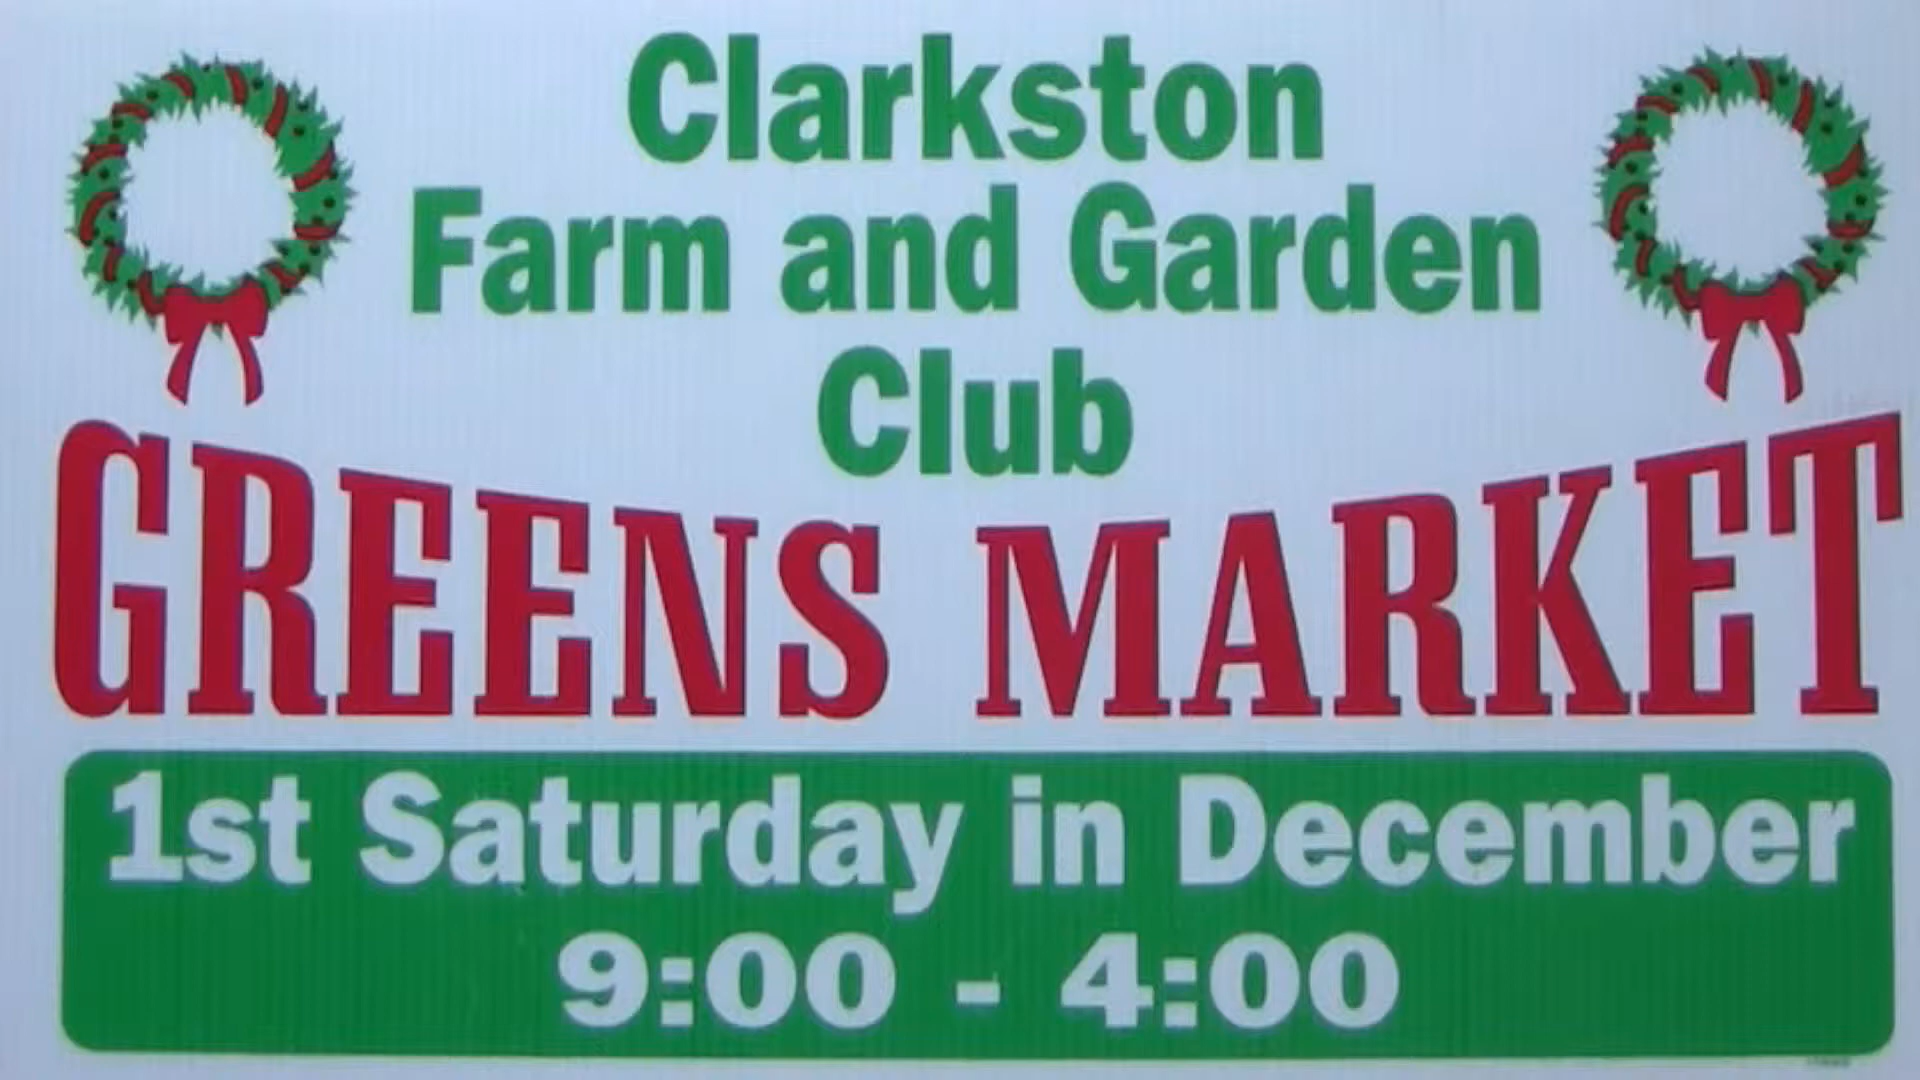 Clarkston
Farm and Garden
Club
GREENS MARKET
1st Saturday in December
9:00 - 4:00